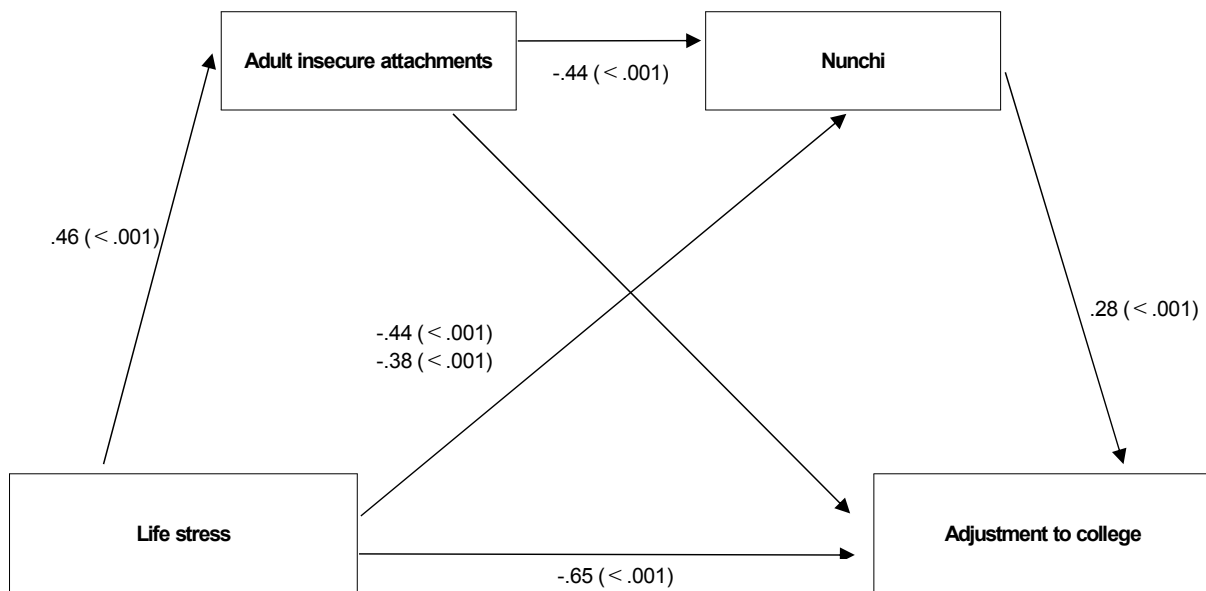 Adult insecure attachments
Nunchi
-.44 (＜.001)
.46 (＜.001)
-.44 (＜.001)
-.38 (＜.001)
.28 (＜.001)
Life stress
Adjustment to college
-.65 (＜.001)